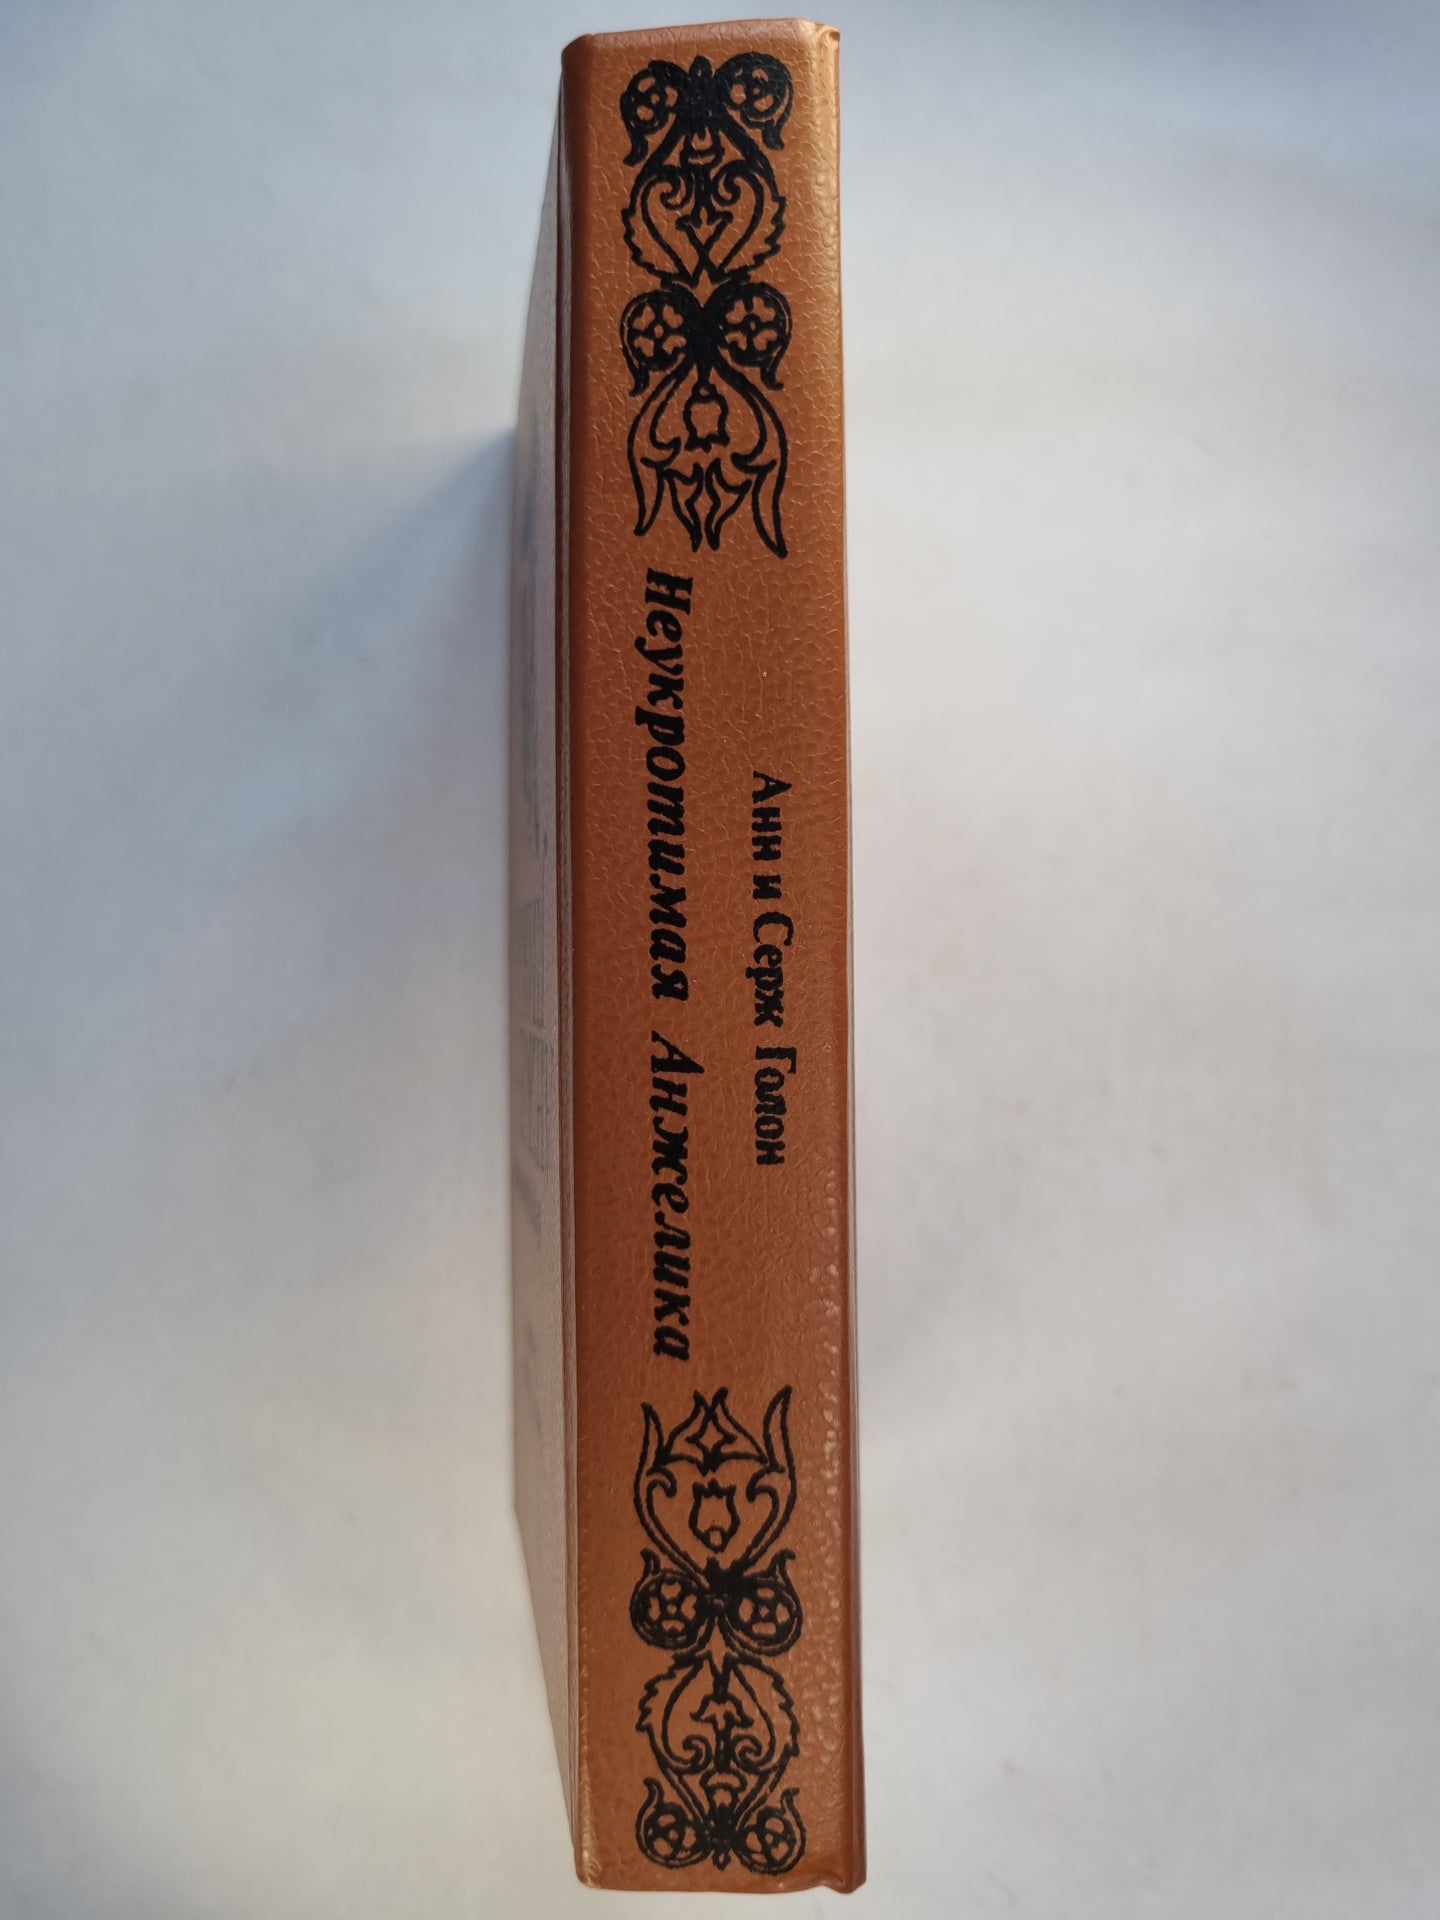 Анн и Серж Голон
Неукротимая Анжелика